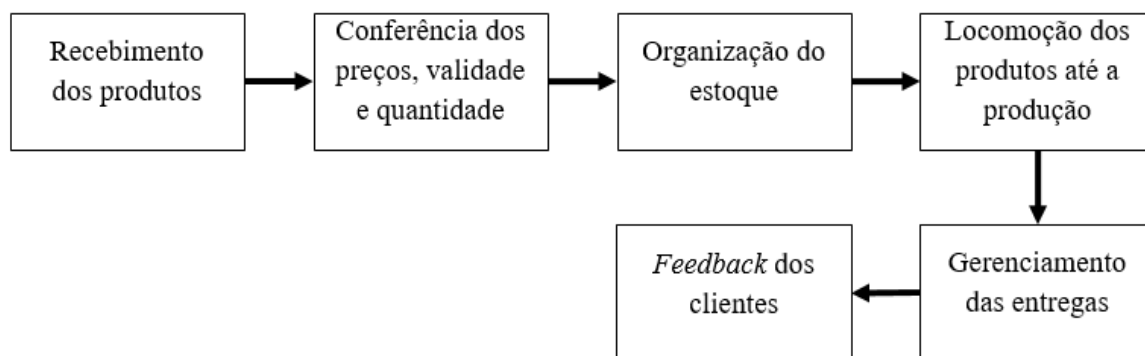 Recebimento
dos produtos
Conferência dos
preços, validade
e quantidade
Organização do
estoque
Locomoção dos
produtos até a
produção
Gerenciamento
das entregas
Feedback dos
clientes